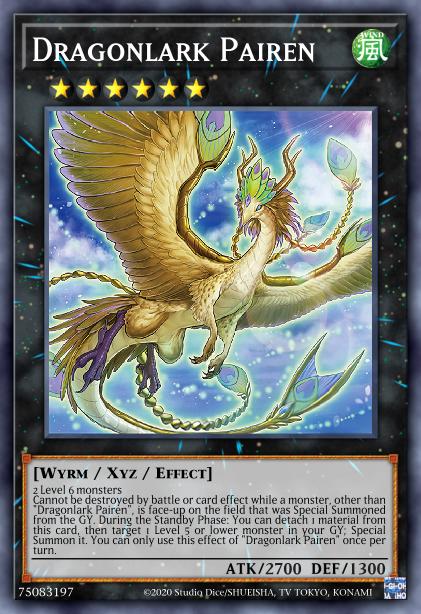 DRAGONLARK PAIREN
WIND
風
[WYRM / XYZ / EFFECT]
2 Level 6 monsters
Cannot be destroyed by battle or card effect while a monster, other than
"Dragonlark Pairen", is face-up on the field that was Special Summoned
from the GY. During the Standby Phase: You can detach 1 material from
this card, then target 1 Level 5 or lower monster in your GY; Special
Summon it. You can only use this effect of "Dragonlark Pairen" once per
turn.
ATK/2700 DEF/1300
75083197
©2020 Studio Dice/SHUEISHA, TV TOKYO, KONAMI